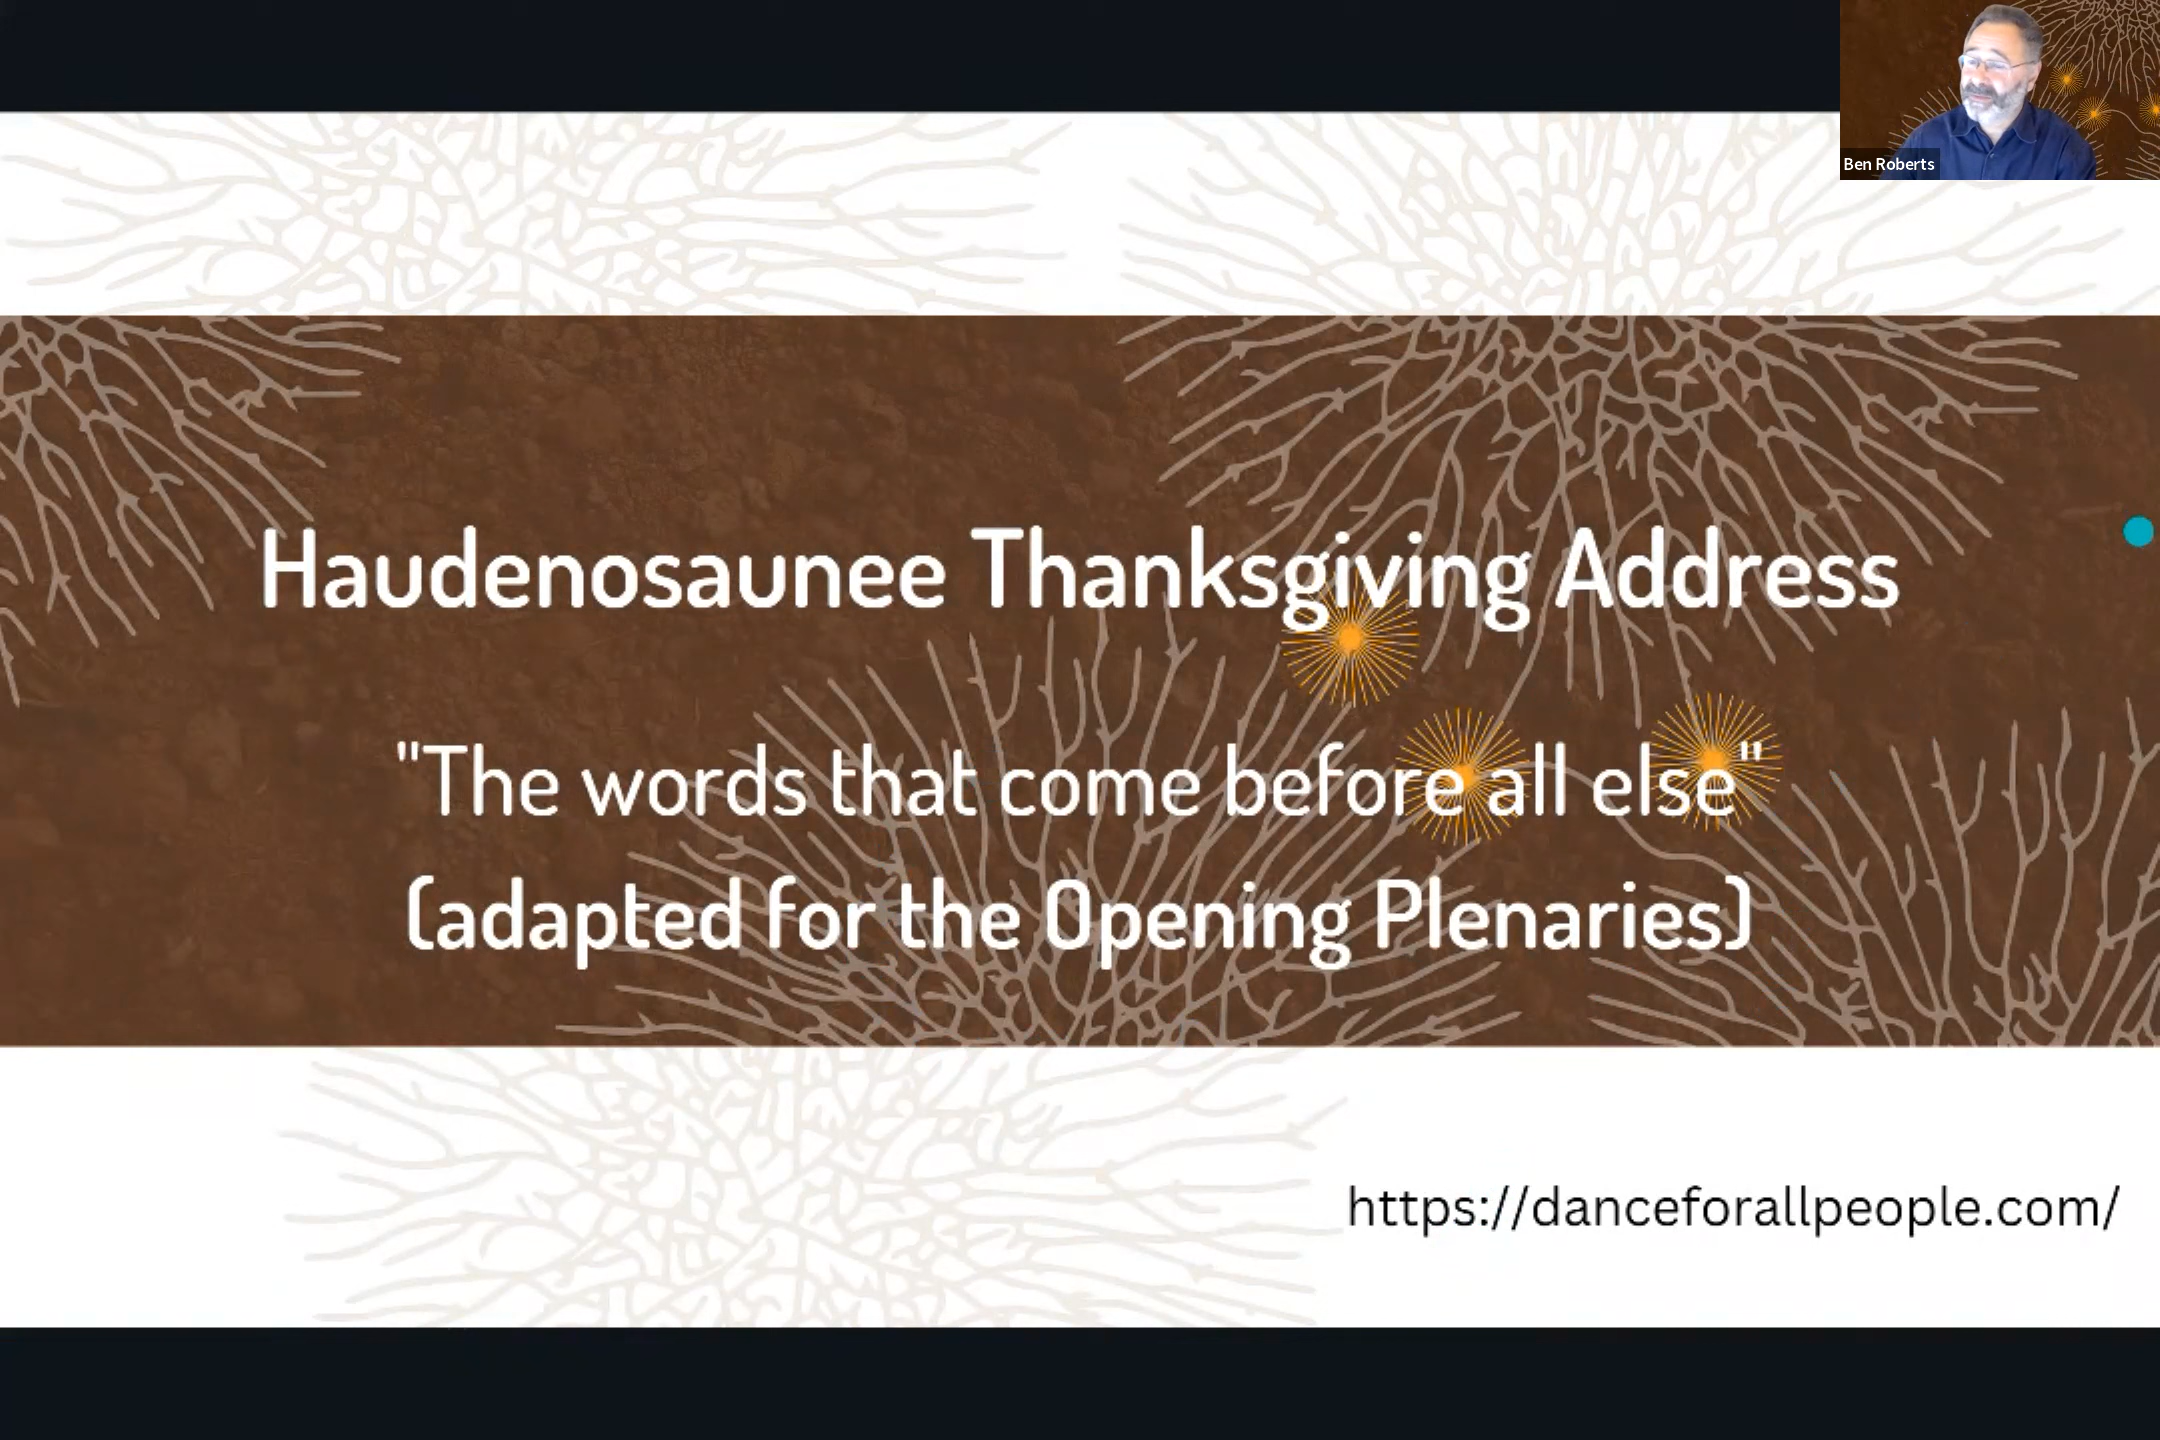 Ben Roberts
Haudenosaunee Thanksgiving Address
"The words that come before all else"
(adapted for the Opening Plenaries)
https://danceforallpeople.com/